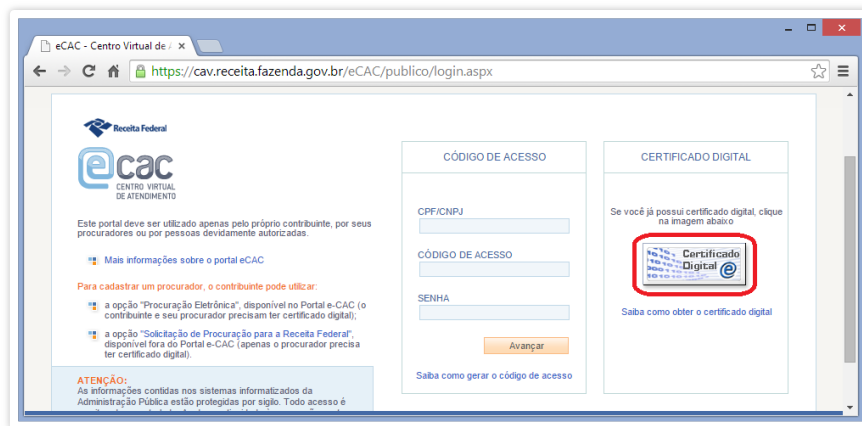 eCAC - Centro Virtual de
https://cav.receita.fazenda.gov.br/eCAC/publico/login.aspx
Receita Federal
e cac
CENTRO VIRTUAL
DE ATENDIMENTO
Este portal deve ser utilizado apenas pelo próprio contribuinte, por seus
procuradores ou por pessoas devidamente autorizadas.
Mais informações sobre o portal eCAC
Para cadastrar um procurador, o contribuinte pode utilizar:
a opção "Procuração Eletrônica", disponível no Portal e-CAC (o
contribuinte e seu procurador precisam ter certificado digital);
a opção "Solicitação de Procuração para a Receita Federal",
disponível fora do Portal e-CAC (apenas o procurador precisa
ter certificado digital).
ATENÇÃO:
As informações contidas nos sistemas informatizados da
Administração Pública estão protegidas por sigilo. Todo acesso é
CÓDIGO DE ACESSO
CPF/CNPJ
CÓDIGO DE ACESSO
SENHA
Avançar
Saiba como gerar o código de acesso
CERTIFICADO DIGITAL
Se você já possui certificado digital, clique
na imagem abaixo
Certificado
Digital
Saiba como obter o certificado digital